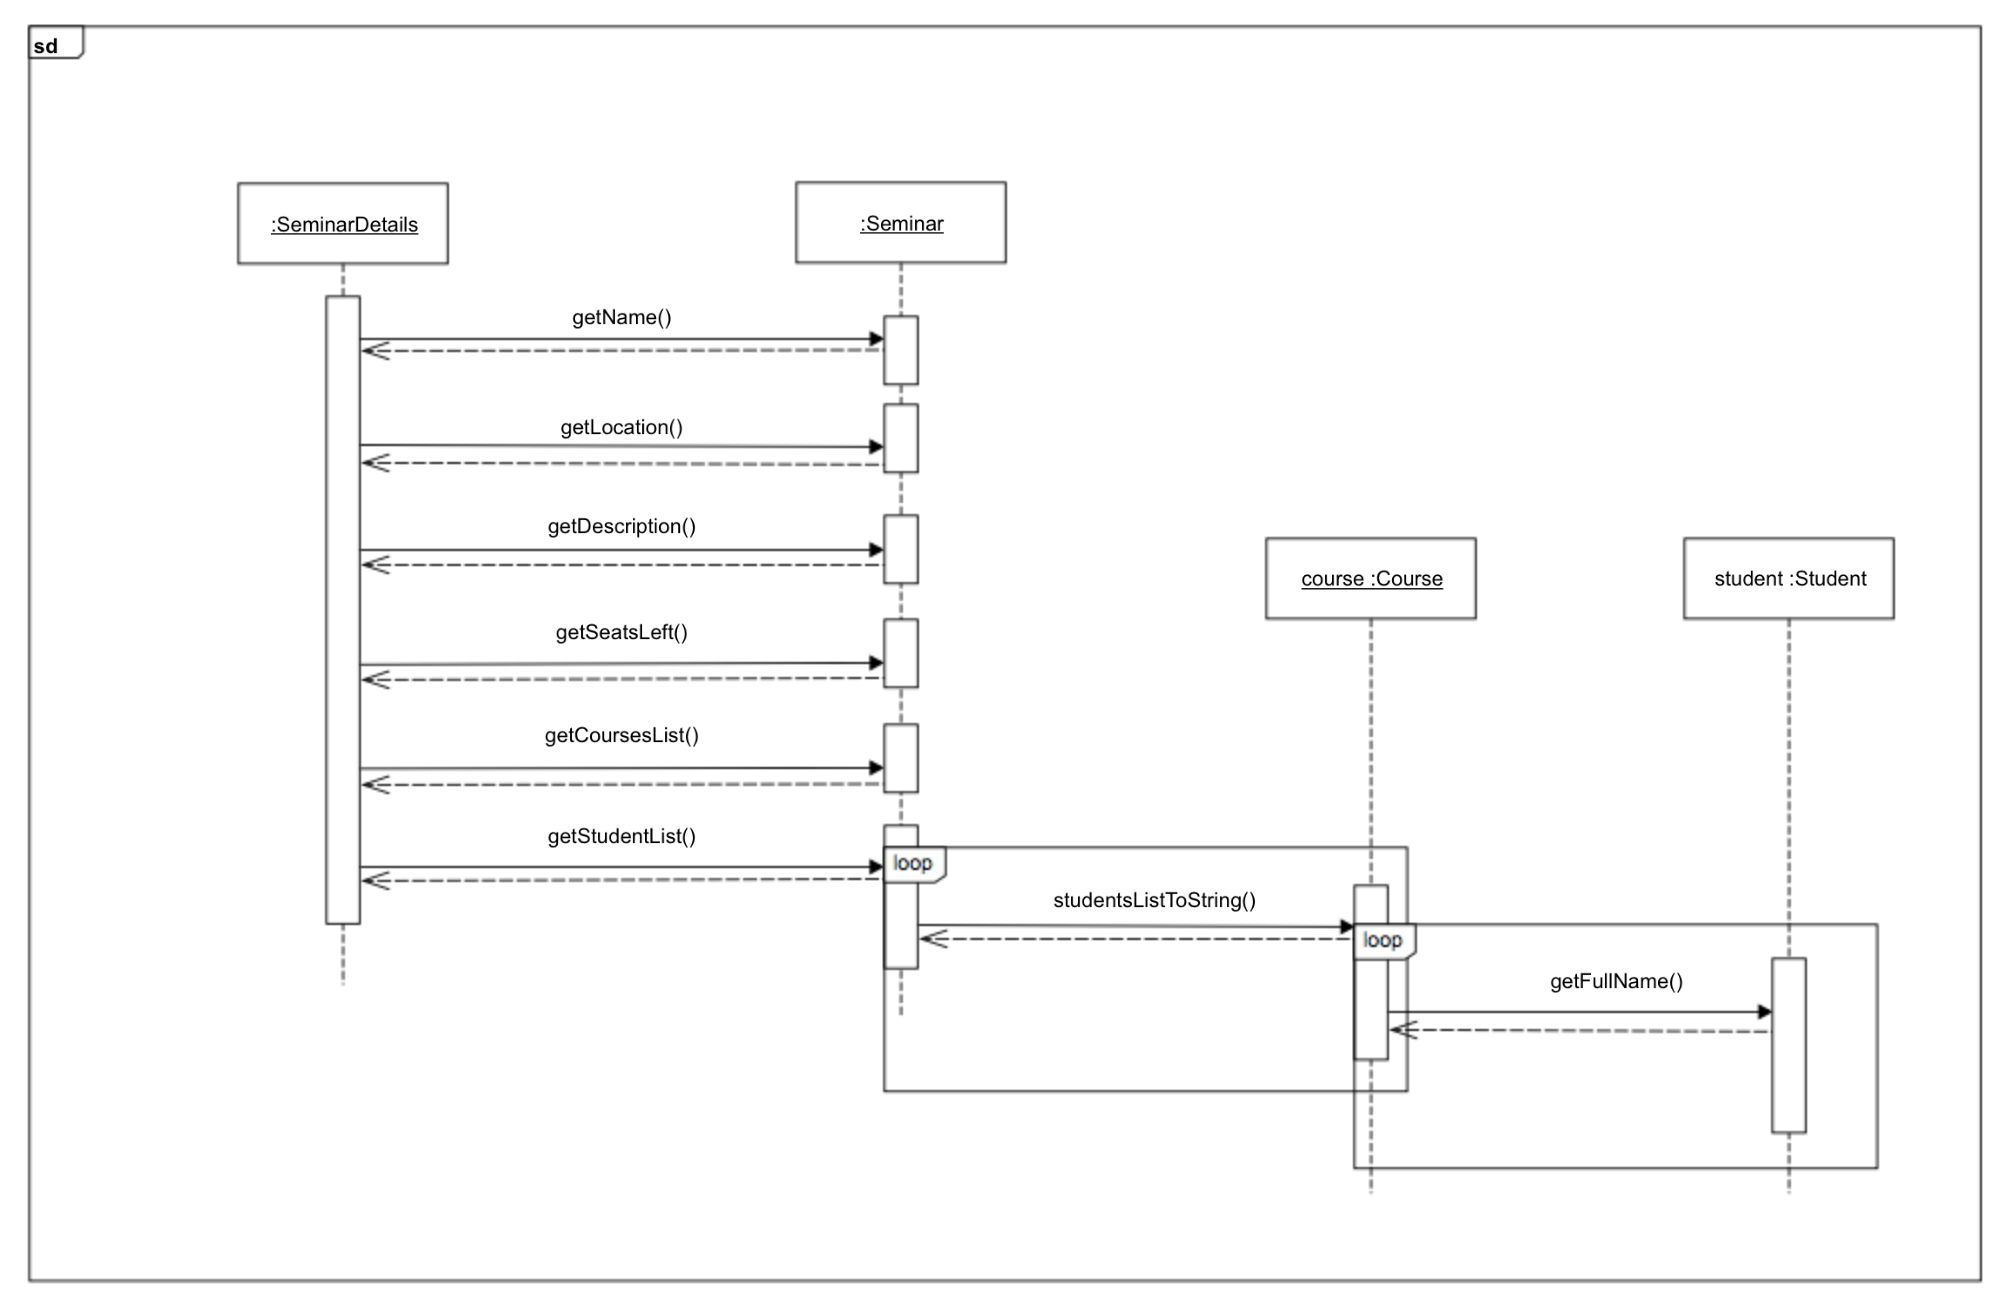 sd
:SeminarDetails
:Seminar
getName()
getLocation()
getDescription()
course :Course
student :Student
getSeatsLeft()
getCoursesList()
getStudentList()
loop
studentsListToString()
loop
getFullName()